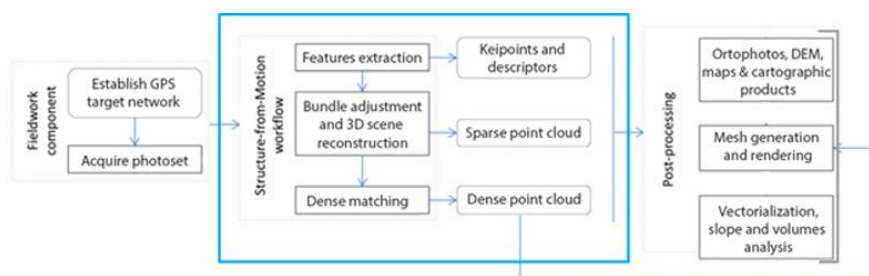 Fieldwork
component
Establish GPS
target network
Acquire photoset
Structure-from-Motion
workflow
Features extraction
Keipoints and
descriptors
Bundle adjustment
and 3D scene
reconstruction
Sparse point cloud
Dense matching
Dense point cloud
Post-processing
Ortophotos, DEM,
maps & cartographic
products
Mesh generation
and rendering
Vectorialization,
slope and volumes
analysis